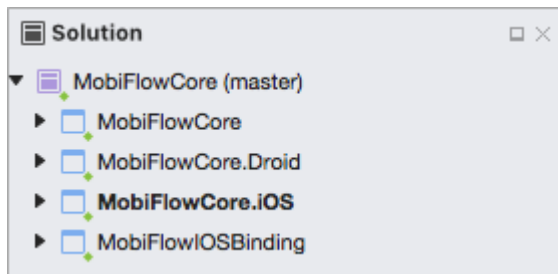 Solution
MobiFlowCore (master)
MobiFlowCore
MobiFlowCore.Droid
MobiFlowCore.iOS
MobiFlowIOSBinding